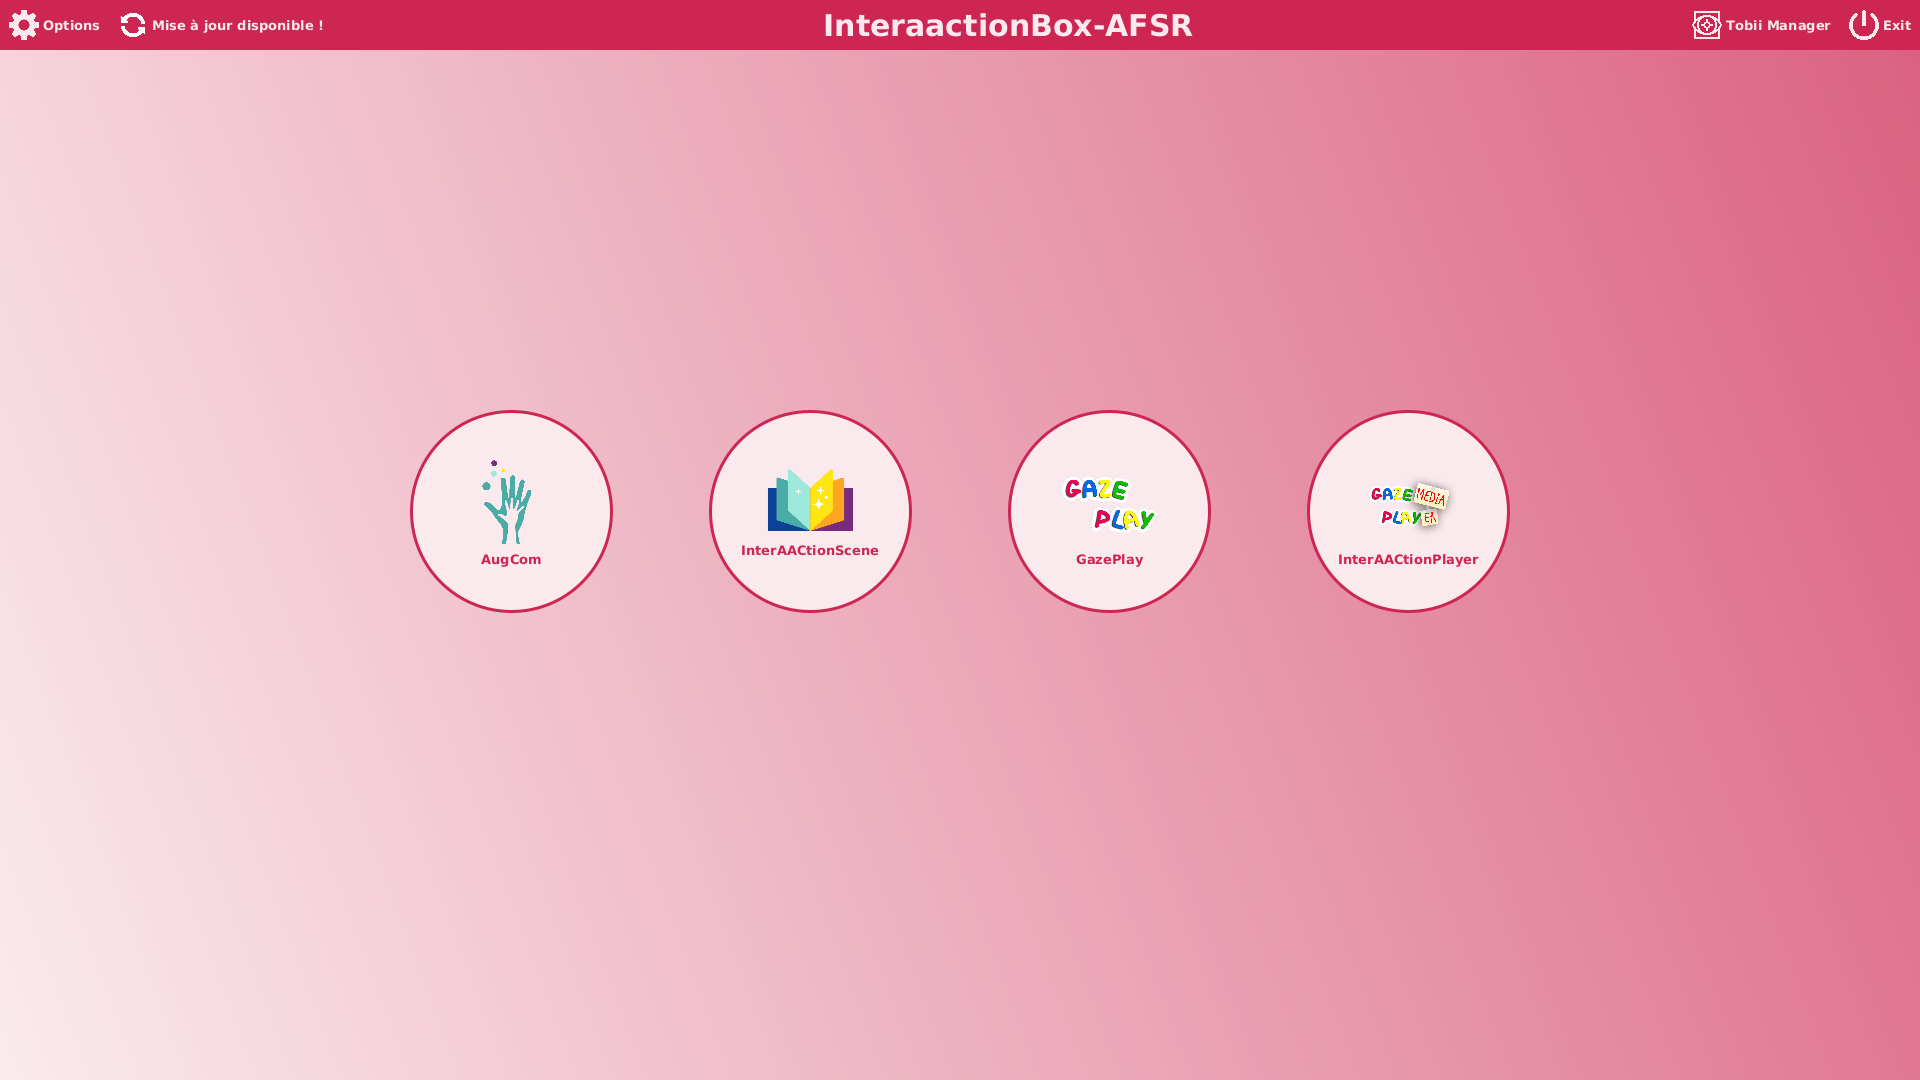 Options
Mise à jour disponible !
InteraactionBox-AFSR
Tobii Manager
Exit
AugCom
InterAACtionScene
GAZE
PLAY
GazePlay
GAZE MEDIA
PLAYER
InterAACtionPlayer